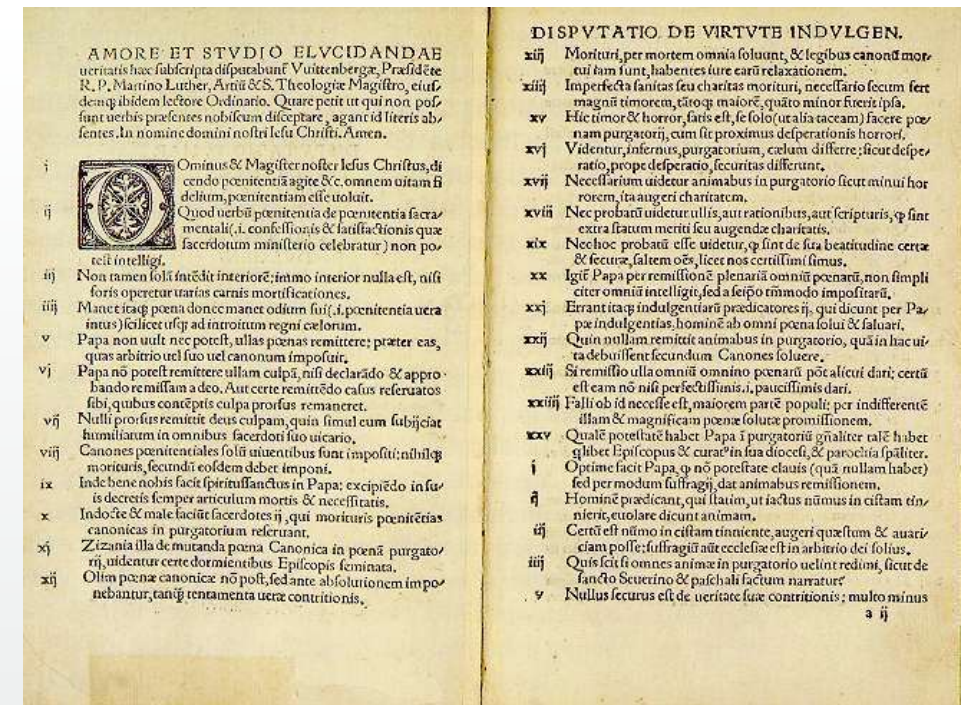 AMORE ET STVDIO ELVCIDANDAE
ueritatis hæc ſubſcripta diſputabunť Vuittenbergæ, Præſidēte
R. P. Martino Luther, Artiū & S. Theologiæ Magiſtro, eiuſ-
demq; ibidem lectore Ordinario. Quare petit ut qui non poſ-
ſunt uerbis præſentes nobiſcum diſceptare, agant id literis ab-
ſentes. In nomine domini noſtri Ieſu Chriſti. Amen.
i DOminus & Magiſter noſter Ieſus Chriſtus, di
cendo pœnitentiā agite &c. omnem uitam fi
delium, pœnitentiam eſſe uoluit.
ij Quod uerbū pœnitentia de pœnitentia ſacra-
mentali (.i. confeſſionis & ſatiſfactionis quæ
ſacerdotum miniſterio celebratur) non po-
teſt intelligi.
iij Non tamen ſolā intēdit interiorē: immo interior nulla eſt, niſi
foris operetur uarias carnis mortificationes.
iiij Manet itaq; pœna donec manet odium ſui (.i. pœnitentia uera
intus) ſcilicet uſq; ad introitum regni cælorum.
v Papa non uult nec poteſt, ullas pœnas remittere; præter eas,
quas arbitrio uel ſuo uel canonum impoſuit.
vj Papa nō poteſt remittere ullam culpā, niſi declarādo & appro-
bando remiſſam a deo. Aut certe remittēdo caſus reſeruatos
ſibi, quibus contēptis culpa prorſus remaneret.
vij Nulli prorſus remittit deus culpam, quin ſimul eum ſubijciat
humiliatum in omnibus ſacerdoti ſuo uicario.
viij Canones pœnitentiales ſolū uiuentibus ſunt impoſiti; nihilq;
morituris, ſecundū eoſdem debet imponi.
ix Inde bene nobis facit ſpirituſſanctus in Papa: excipiēdo in ſu-
is decretis ſemper articulum mortis & neceſſitatis.
x Indocte & male faciūt ſacerdotes ij, qui morituris pœnitētias
canonicas in purgatorium reſeruant.
xj Zizania illa de mutanda pœna Canonica in pœnā purgato-
rij, uidentur certe dormientibus Epiſcopis ſeminata.
xij Olim pœnæ canonicæ nō poſt, ſed ante abſolutionem impo-
nebantur, tanq̄ tentamenta ueræ contritionis.
DISPVTATIO DE VIRTVTE INDVLGEN.
xiij Morituri, per mortem omnia ſoluunt, & legibus canonū mor-
tui iam ſunt, habentes iure earū relaxationem.
xiiij Imperfecta ſanitas ſeu charitas morituri, neceſſario ſecum fert
magnū timorem, tātoq; maiorē, quāto minor fuerit ipſa.
xv Hic timor & horror, ſatis eſt, ſe ſolo (ut alia taceam) facere pœ-
nam purgatorij, cum ſit proximus deſperationis horrori.
xvj Videntur, infernus, purgatorium, cælum differre; ſicut deſpe-
ratio, prope deſperatio, ſecuritas differunt.
xvij Neceſſarium uidetur animabus in purgatorio ſicut minui hor
rorem, ita augeri charitatem.
xviij Nec probatū uidetur ullis, aut rationibus, aut ſcripturis, ꝙ ſint
extra ſtatum meriti ſeu augendæ charitatis.
xix Nec hoc probatū eſſe uidetur, ꝙ ſint de ſua beatitudine certæ
& ſecuræ, ſaltem oēs, licet nos certiſſimi ſimus.
xx Igiť Papa per remiſſionē plenariā omniū pœnarū, non ſimpli
citer omniū intelligit, ſed a ſeipſo tm̄modo impoſitarū.
xxj Errant itaq; indulgentiarū prædicatores ij, qui dicunt per Pa-
pæ indulgentias, hominē ab omni pœna ſolui & ſaluari.
xxij Quin nullam remittit animabus in purgatorio, quā in hac ui-
ta debuiſſent ſecundum Canones ſoluere.
xxiij Si remiſſio ulla omniū omnino pœnarū pōt alicui dari; certū
eſt eam nō niſi perfectiſſimis .i. pauciſſimis dari.
xxiiij Falli ob id neceſſe eſt, maiorem partē populi; per indifferentē
illam & magnificam pœnæ ſolutæ promiſſionem.
xxv Qualē poteſtatē habet Papa ī purgatoriū gn̄aliter talē habet
q̄libet Epiſcopus & curať in ſua dioceſi, & parochia ſpāliter.
j Optime facit Papa, ꝙ nō poteſtate clauis (quā nullam habet)
ſed per modum ſuffragij, dat animabus remiſſionem.
ij Hominē prædicant, qui ſtatim, ut iactus nūmus in ciſtam tin-
nierit, euolare dicunt animam.
iij Certū eſt nūmo in ciſtam tinniente, augeri quæſtum & auari-
ciam poſſe; ſuffragiū aūt eccleſiæ eſt in arbitrio dei ſolius.
iiij Quis ſcit ſi omnes animæ in purgatorio uelint redimi, ſicut de
ſancto Seuerino & paſchali factum narratur?
v Nullus ſecurus eſt de ueritate ſuæ contritionis; multo minus
a ij